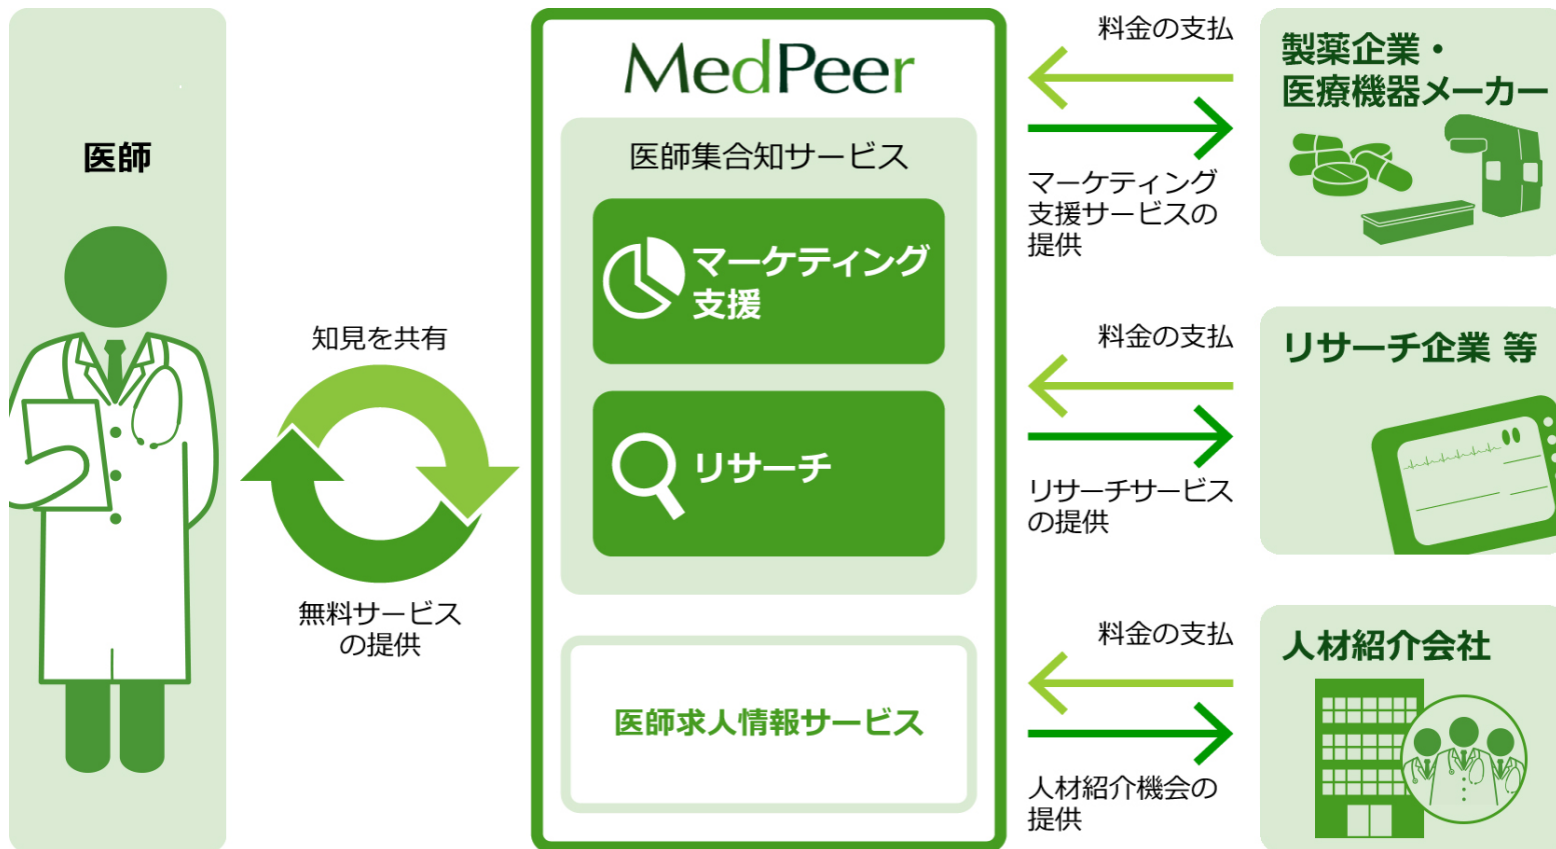 医師
知見を共有
無料サービス
の提供
MedPeer
医師集合知サービス
マーケティング
支援
リサーチ
医師求人情報サービス
料金の支払
マーケティング
支援サービスの
提供
製薬企業・
医療機器メーカー
料金の支払
リサーチサービス
の提供
リサーチ企業 等
料金の支払
人材紹介機会の
提供
人材紹介会社